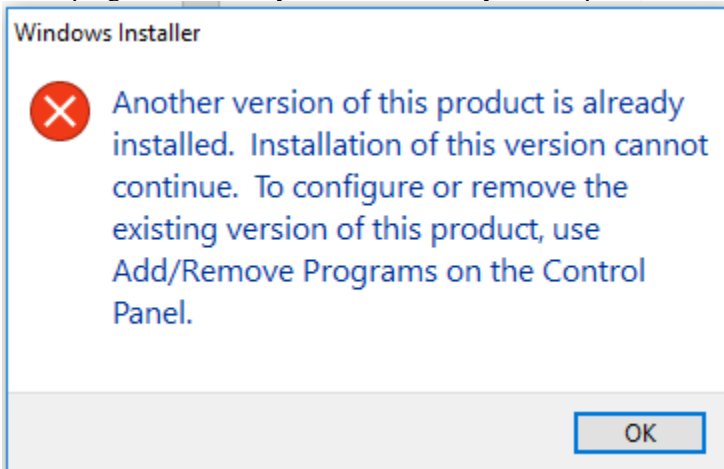 Windows Installer
Another version of this product is already
installed.  Installation of this version cannot
continue.  To configure or remove the
existing version of this product, use
Add/Remove Programs on the Control
Panel.
OK